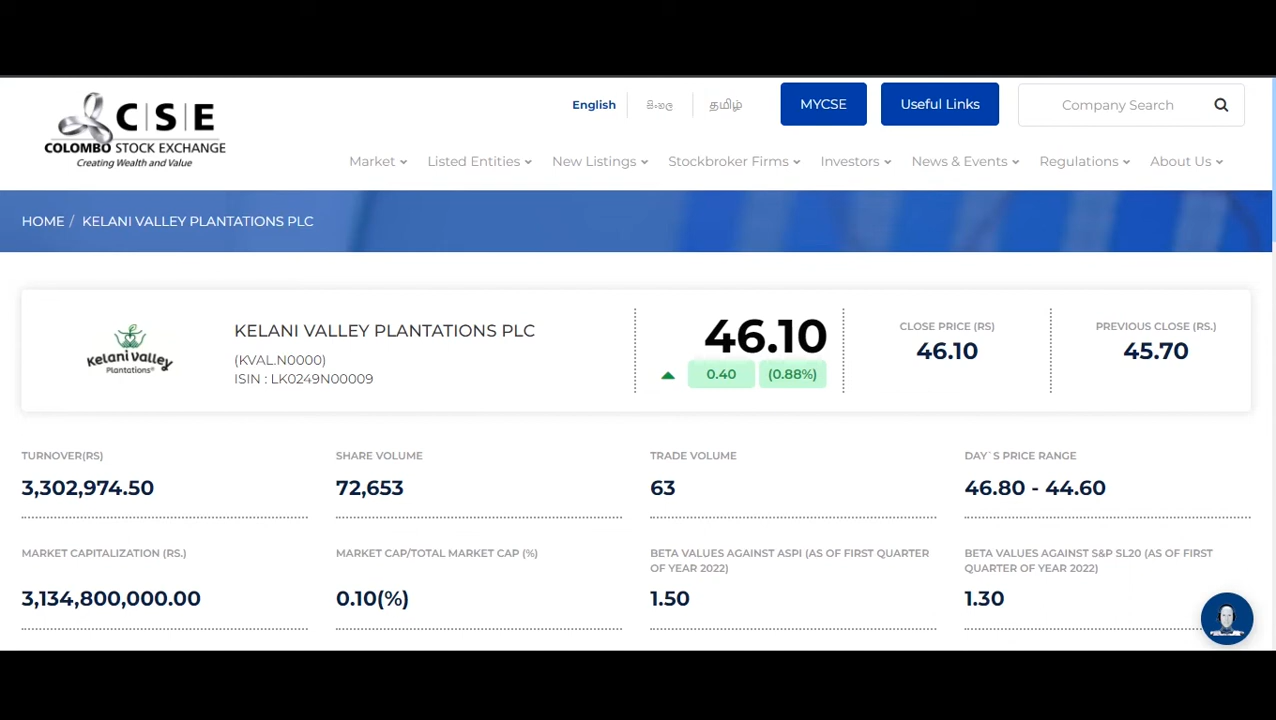 English
සිංහල
தமிழ்
MYCSE
Useful Links
Company Search
C|S|E
COLOMBO STOCK EXCHANGE
Creating Wealth and Value
Market
Listed Entities
New Listings
Stockbroker Firms
Investors
News & Events
Regulations
About Us
HOME / KELANI VALLEY PLANTATIONS PLC
Kelani Valley
Plantations®
KELANI VALLEY PLANTATIONS PLC
(KVAL.N0000)
ISIN : LK0249N00009
46.10
0.40 (0.88%)
CLOSE PRICE (RS)
46.10
PREVIOUS CLOSE (RS.)
45.70
TURNOVER(RS)
3,302,974.50
SHARE VOLUME
72,653
TRADE VOLUME
63
DAY`S PRICE RANGE
46.80 - 44.60
MARKET CAPITALIZATION (RS.)
3,134,800,000.00
MARKET CAP/TOTAL MARKET CAP (%)
0.10(%)
BETA VALUES AGAINST ASPI (AS OF FIRST QUARTER
OF YEAR 2022)
1.50
BETA VALUES AGAINST S&P SL20 (AS OF FIRST
QUARTER OF YEAR 2022)
1.30